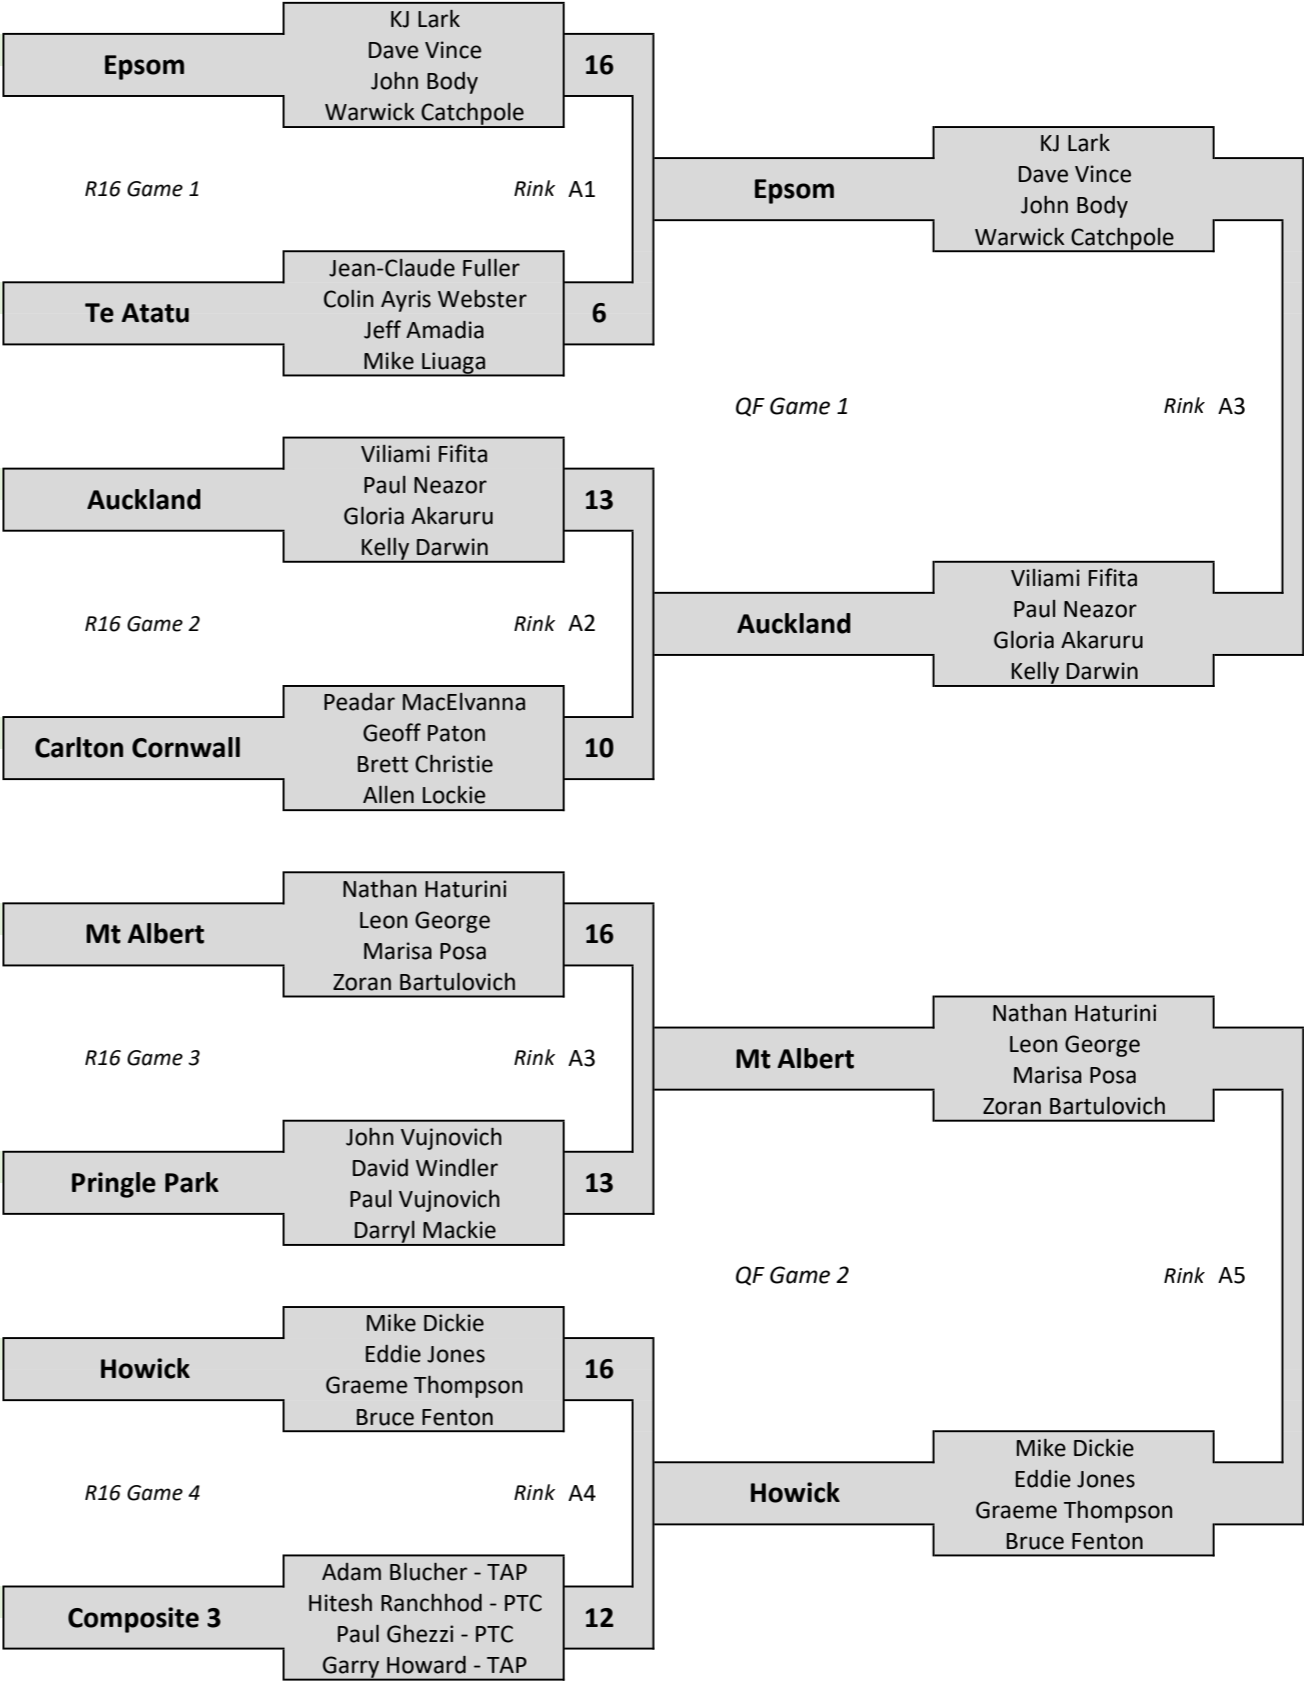 KJ Lark
Dave Vince
John Body
Warwick Catchpole
Epsom
16
R16 Game 1
Rink A1
Jean-Claude Fuller
Colin Ayris Webster
Jeff Amadia
Mike Liuaga
Te Atatu
6
Epsom
KJ Lark
Dave Vince
John Body
Warwick Catchpole
QF Game 1
Rink A3
Viliami Fifita
Paul Neazor
Gloria Akaruru
Kelly Darwin
Auckland
13
R16 Game 2
Rink A2
Peadar MacElvanna
Geoff Paton
Brett Christie
Allen Lockie
Carlton Cornwall
10
Auckland
Viliami Fifita
Paul Neazor
Gloria Akaruru
Kelly Darwin
Nathan Haturini
Leon George
Marisa Posa
Zoran Bartulovich
Mt Albert
16
R16 Game 3
Rink A3
John Vujnovich
David Windler
Paul Vujnovich
Darryl Mackie
Pringle Park
13
Mt Albert
Nathan Haturini
Leon George
Marisa Posa
Zoran Bartulovich
QF Game 2
Rink A5
Mike Dickie
Eddie Jones
Graeme Thompson
Bruce Fenton
Howick
16
R16 Game 4
Rink A4
Adam Blucher - TAP
Hitesh Ranchhod - PTC
Paul Ghezzi - PTC
Garry Howard - TAP
Composite 3
12
Howick
Mike Dickie
Eddie Jones
Graeme Thompson
Bruce Fenton